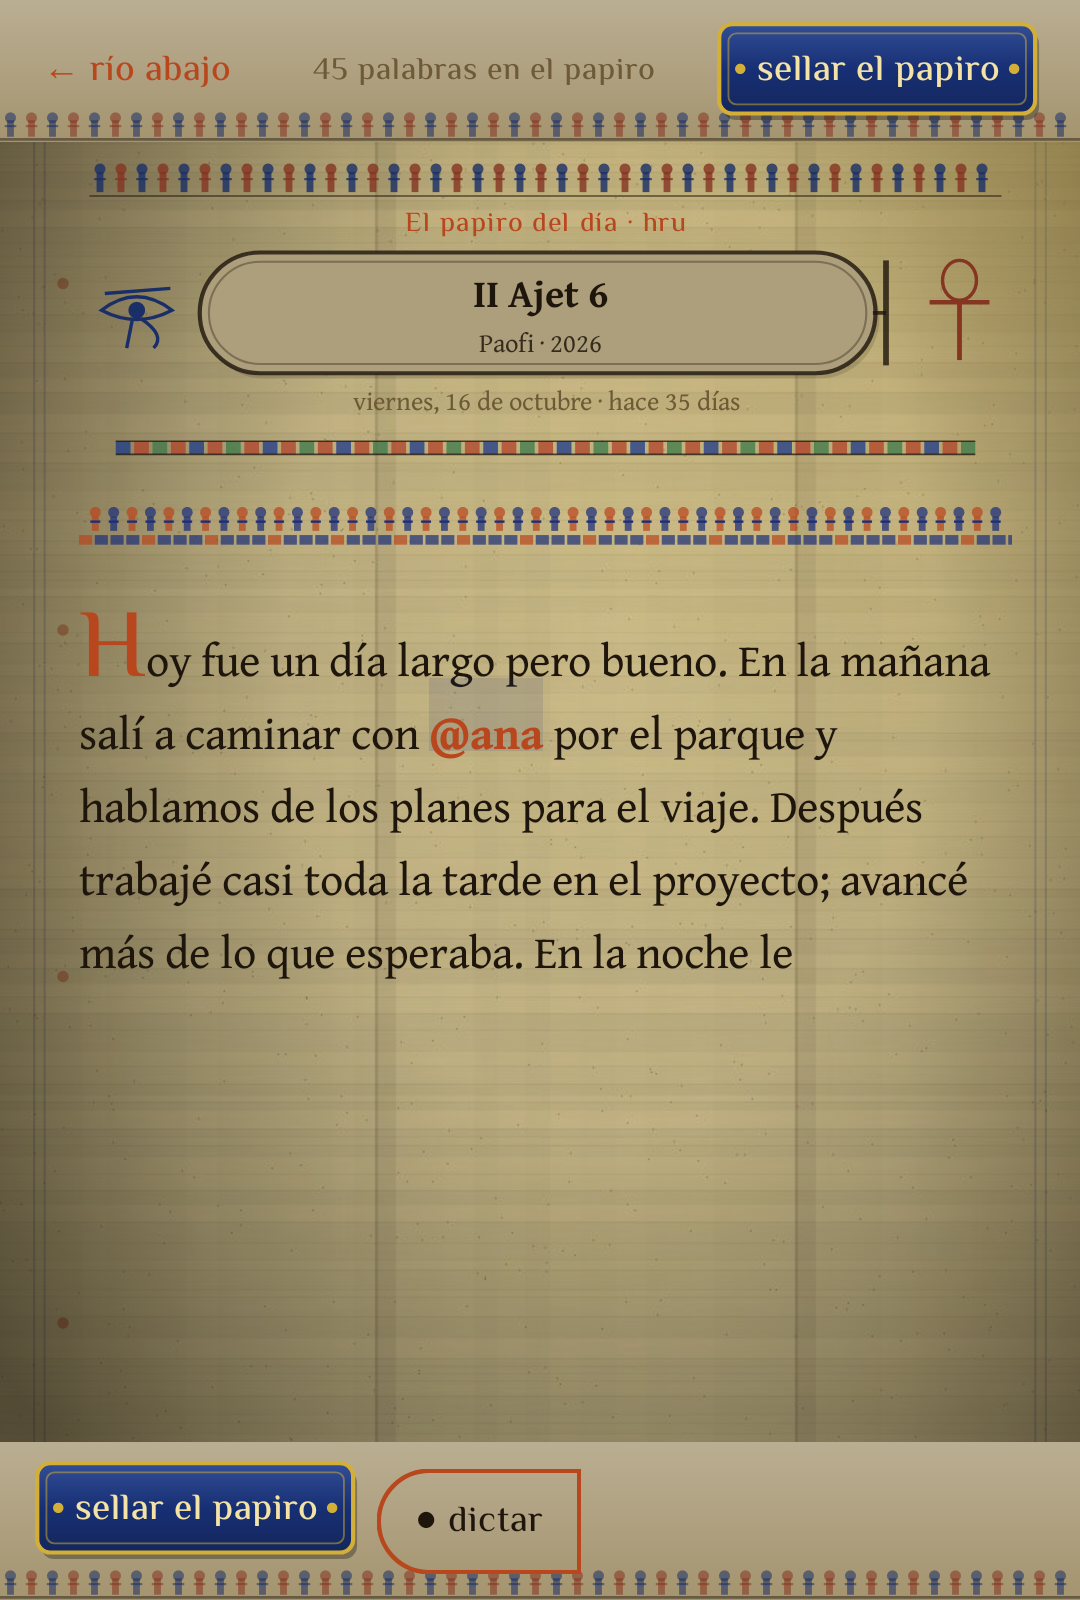 ← río abajo
45 palabras en el papiro
• sellar el papiro •
El papiro del día · hru
II Ajet 6
Paofi · 2026
viernes, 16 de octubre · hace 35 días
Hoy fue un día largo pero bueno. En la mañana
salí a caminar con @ana por el parque y
hablamos de los planes para el viaje. Después
trabajé casi toda la tarde en el proyecto; avancé
más de lo que esperaba. En la noche le
• sellar el papiro •
● dictar